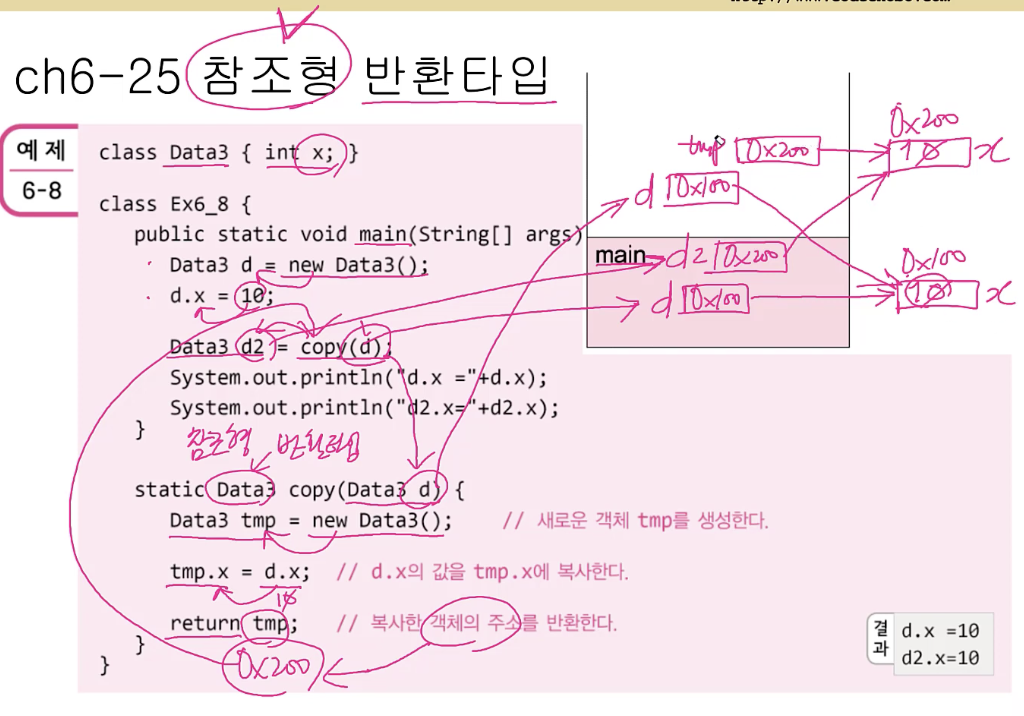 ch6-25 참조형 반환타입
예제
6-8
class Data3 { int x; }
class Ex6_8 {
public static void main(String[] args)
Data3 d = new Data3();
d.x = 10;
Data3 d2 = copy(d);
System.out.println("d.x ="+d.x);
System.out.println("d2.x="+d2.x);
}
참조형 반환타입
static Data3 copy(Data3 d) {
Data3 tmp = new Data3(); // 새로운 객체 tmp를 생성한다.
tmp.x = d.x; // d.x의 값을 tmp.x에 복사한다.
10
return tmp; // 복사한 객체의 주소를 반환한다.
}
0x200
}
0x200
tmp 0x200 10 x
d 0x100
main d2 0x200
0x100
d 0x100 10 x
결과
d.x =10
d2.x=10